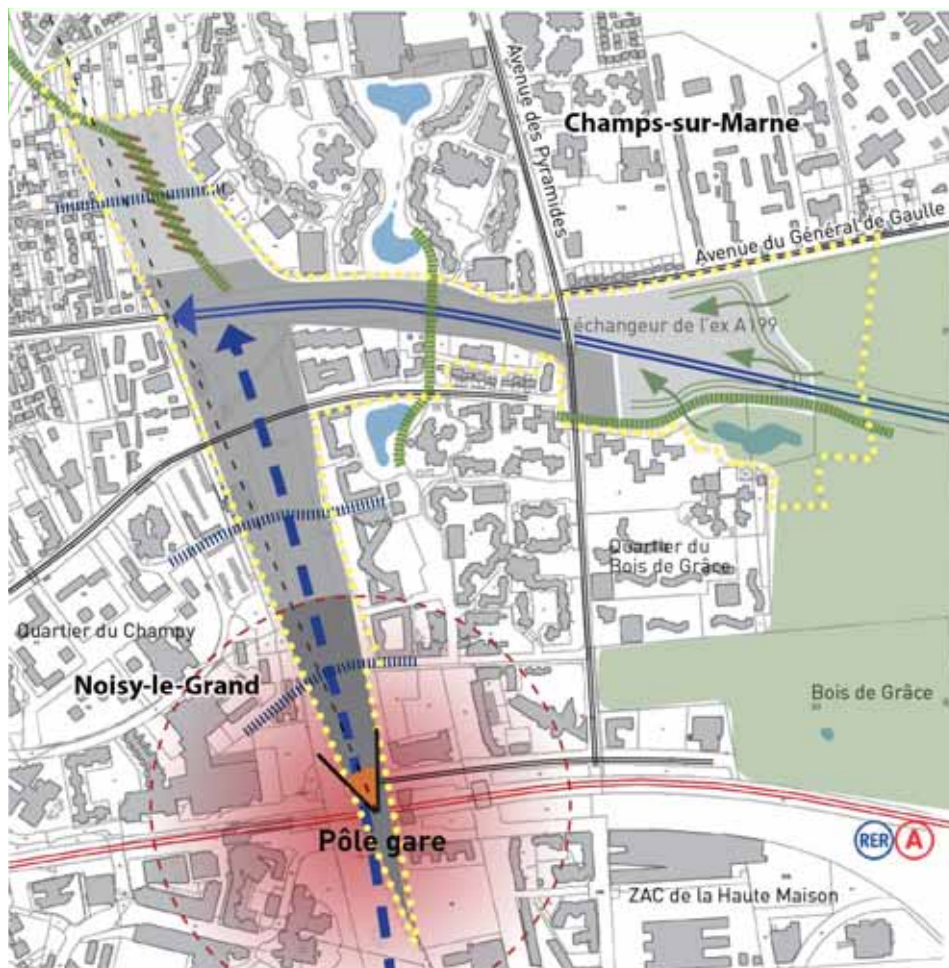 Avenue des Pyramides
Champs-sur-Marne
Avenue du Général de Gaulle
échangeur de l'ex A199
Quartier du
Bois de Grâce
Quartier du Champy
Noisy-le-Grand
Bois de Grâce
Pôle gare
RER A
ZAC de la Haute Maison